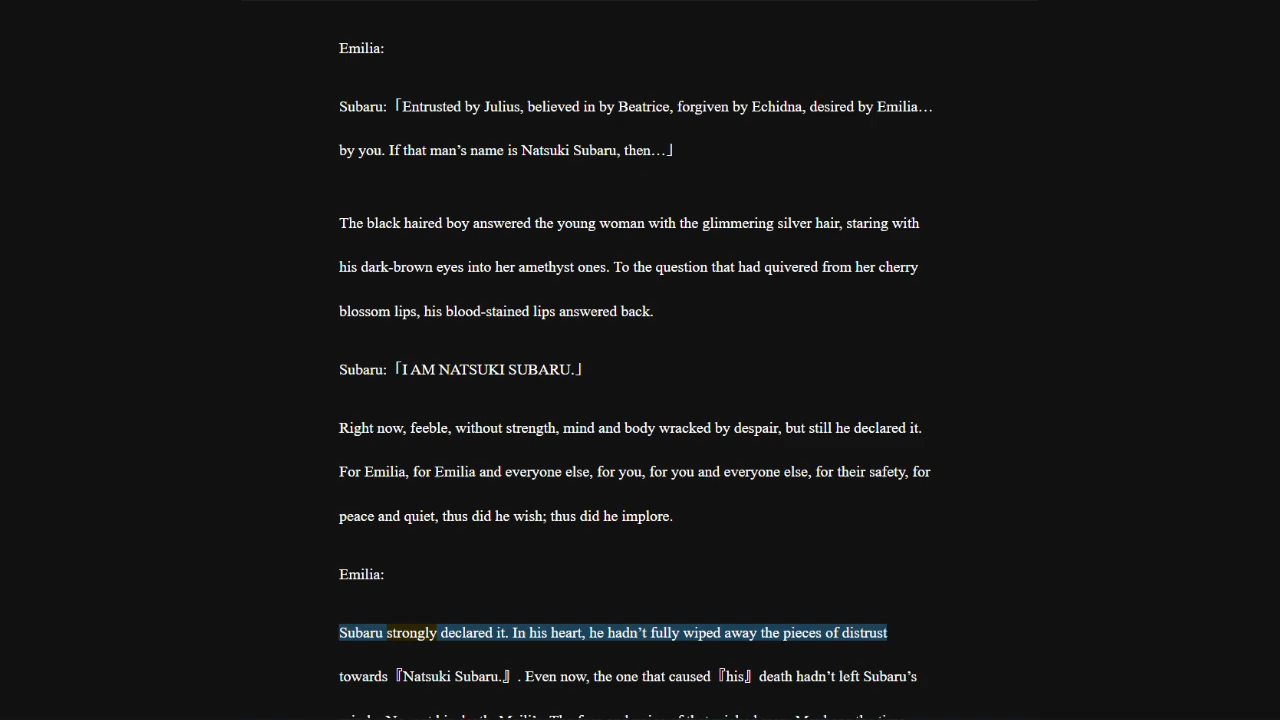 Emilia:
Subaru:「Entrusted by Julius, believed in by Beatrice, forgiven by Echidna, desired by Emilia…
by you. If that man’s name is Natsuki Subaru, then…」
The black haired boy answered the young woman with the glimmering silver hair, staring with
his dark-brown eyes into her amethyst ones. To the question that had quivered from her cherry
blossom lips, his blood-stained lips answered back.
Subaru:「I AM NATSUKI SUBARU.」
Right now, feeble, without strength, mind and body wracked by despair, but still he declared it.
For Emilia, for Emilia and everyone else, for you, for you and everyone else, for their safety, for
peace and quiet, thus did he wish; thus did he implore.
Emilia:
Subaru strongly declared it. In his heart, he hadn’t fully wiped away the pieces of distrust
towards『Natsuki Subaru.』. Even now, the one that caused『his』death hadn’t left Subaru’s